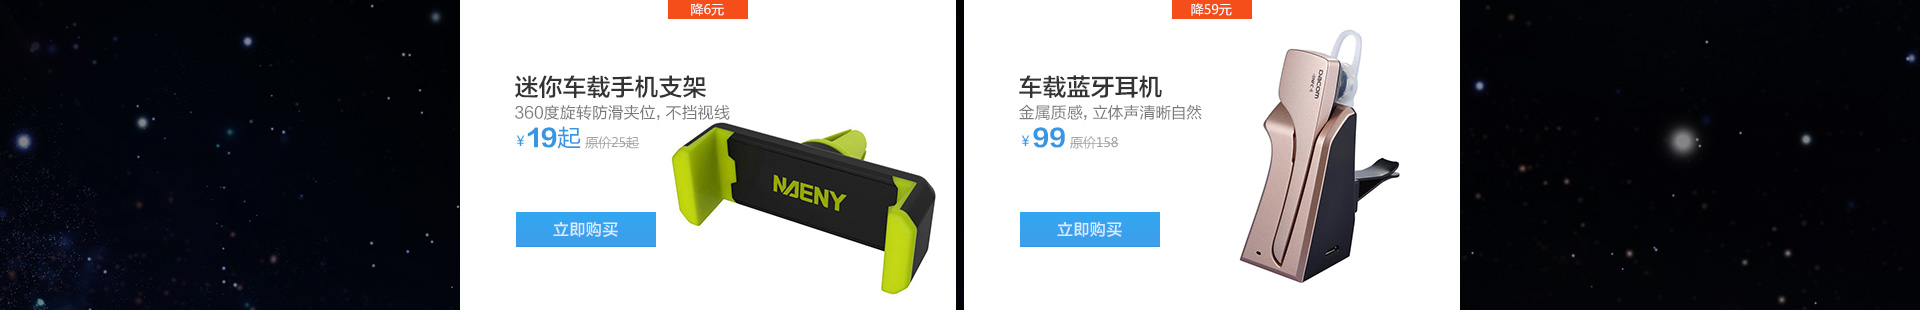 降6元
迷你车载手机支架
360度旋转防滑夹位, 不挡视线
¥19起 原价25起
立即购买
NAENY
降59元
车载蓝牙耳机
金属质感, 立体声清晰自然
¥99 原价158
立即购买
Dacom